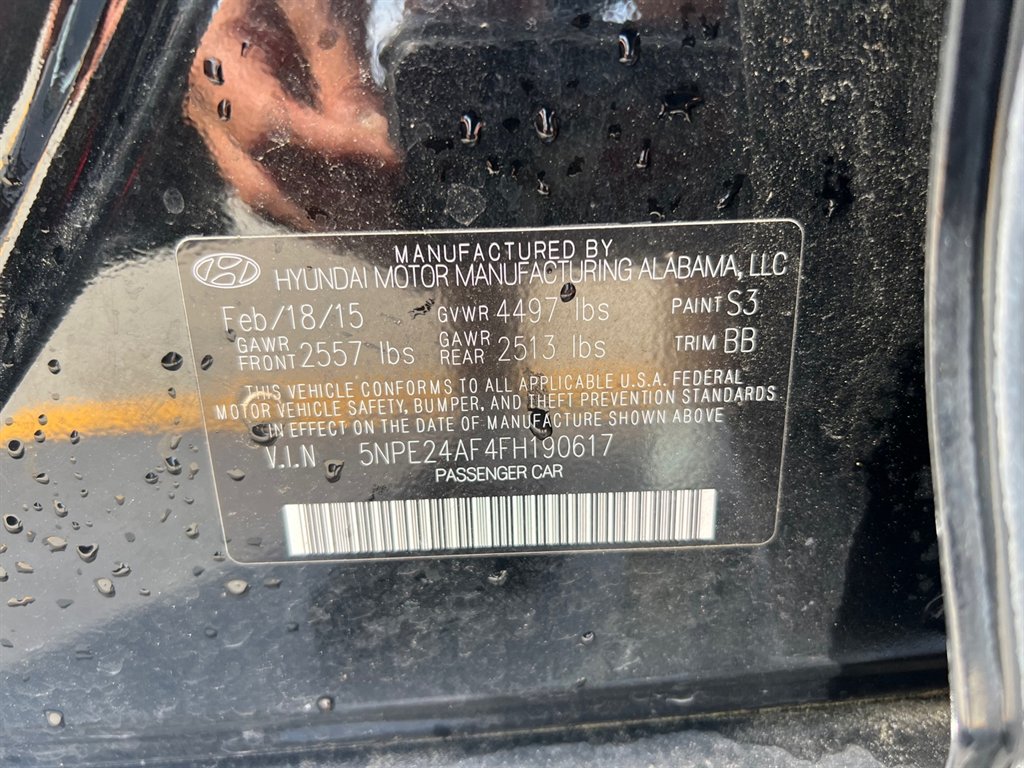 MANUFACTURED BY
HYUNDAI MOTOR MANUFACTURING ALABAMA, LLC
Feb/18/15 GVWR 4497 lbs PAINT S3
GAWR FRONT 2557 lbs GAWR REAR 2513 lbs TRIM BB
THIS VEHICLE CONFORMS TO ALL APPLICABLE U.S.A. FEDERAL
MOTOR VEHICLE SAFETY, BUMPER, AND THEFT PREVENTION STANDARDS
IN EFFECT ON THE DATE OF MANUFACTURE SHOWN ABOVE
V.I.N 5NPE24AF4FH190617
PASSENGER CAR